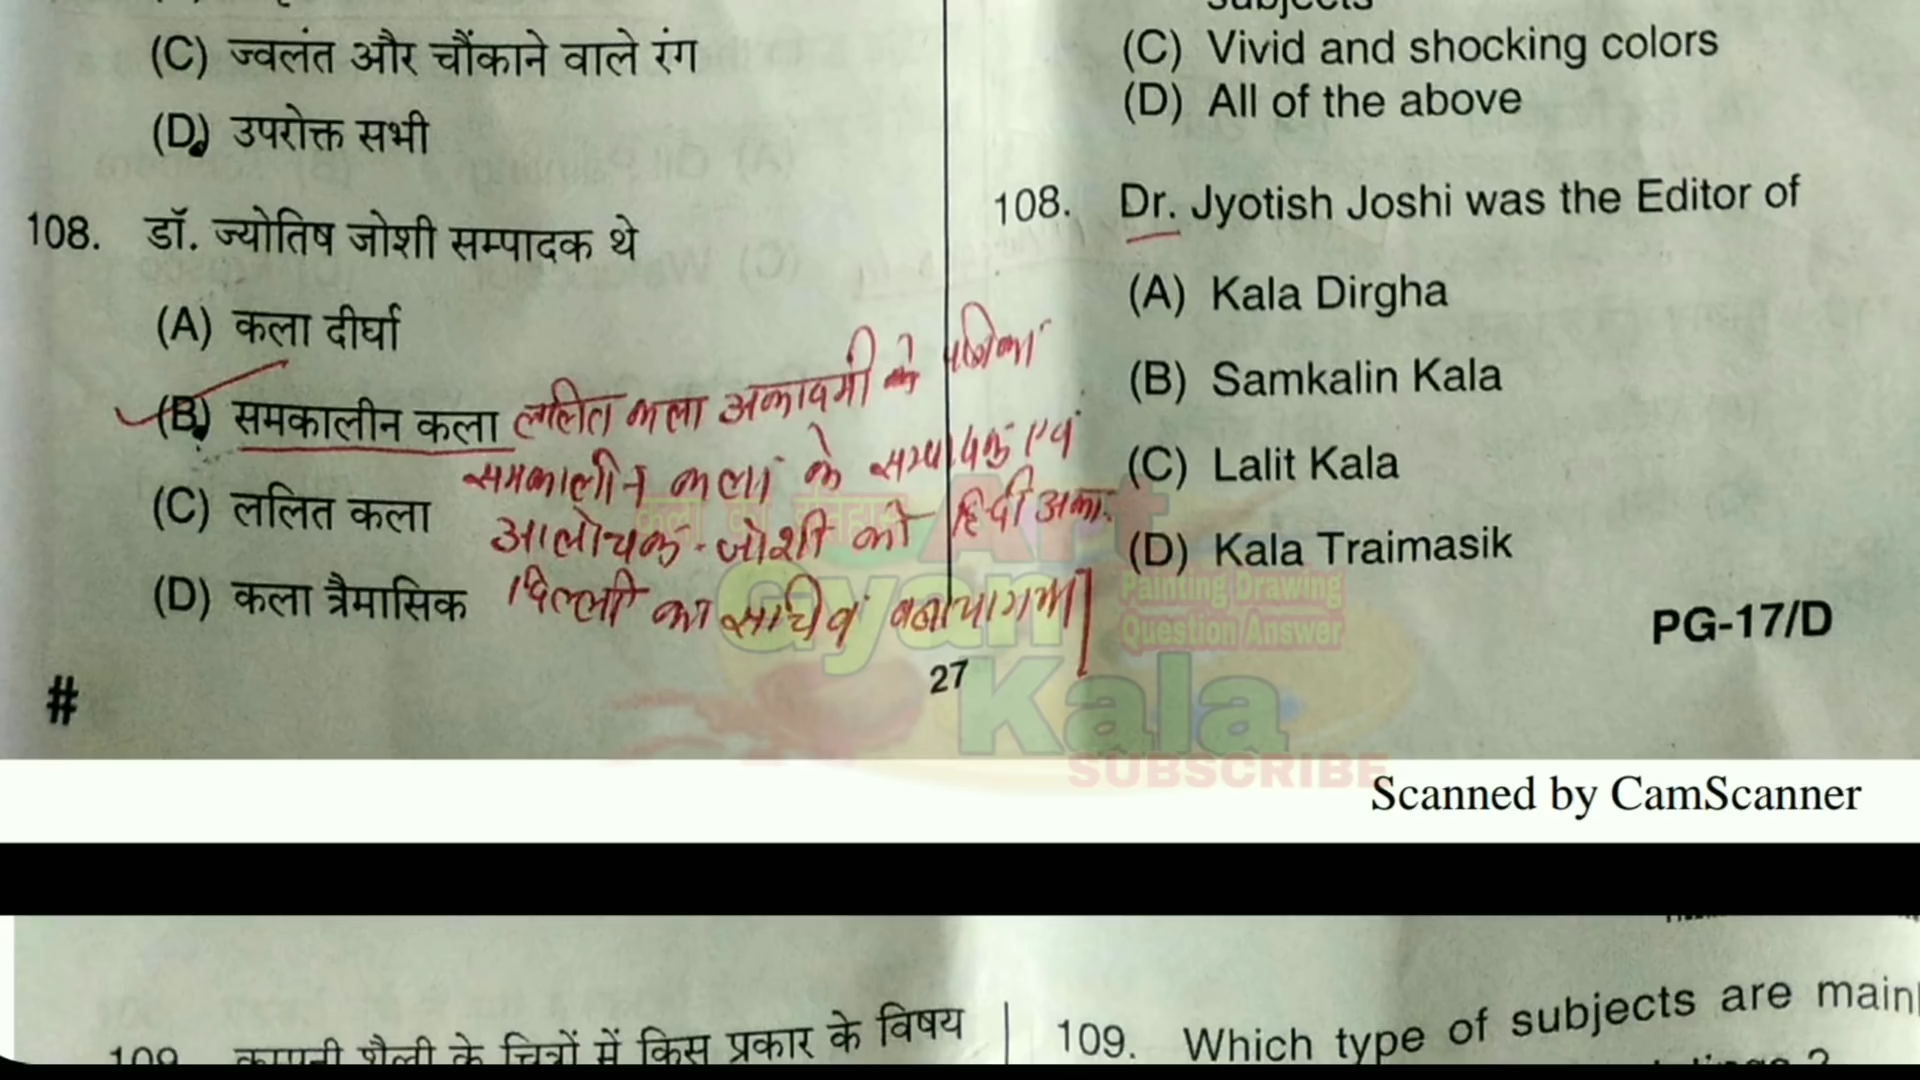 (C) ज्वलंत और चौंकाने वाले रंग
(D) उपरोक्त सभी
108. डॉ. ज्योतिष जोशी सम्पादक थे
(A) कला दीर्घा
(B) समकालीन कला
(C) ललित कला
(D) कला त्रैमासिक
ललित कला अकादमी के पत्रिका
समकालीन कला के सम्पादक एवं
आलोचक - जोशी को हिंदी अका.
दिल्ली का सचिव बनाया गया
#
subjects
(C) Vivid and shocking colors
(D) All of the above
108. Dr. Jyotish Joshi was the Editor of
(A) Kala Dirgha
(B) Samkalin Kala
(C) Lalit Kala
(D) Kala Traimasik
PG-17/D
27
Art
Gyan
Kala
Painting Drawing
Question Answer
SUBSCRIBE
Scanned by CamScanner
109. कम्पनी शैली के चित्रों में किस प्रकार के विषय
109. Which type of subjects are main